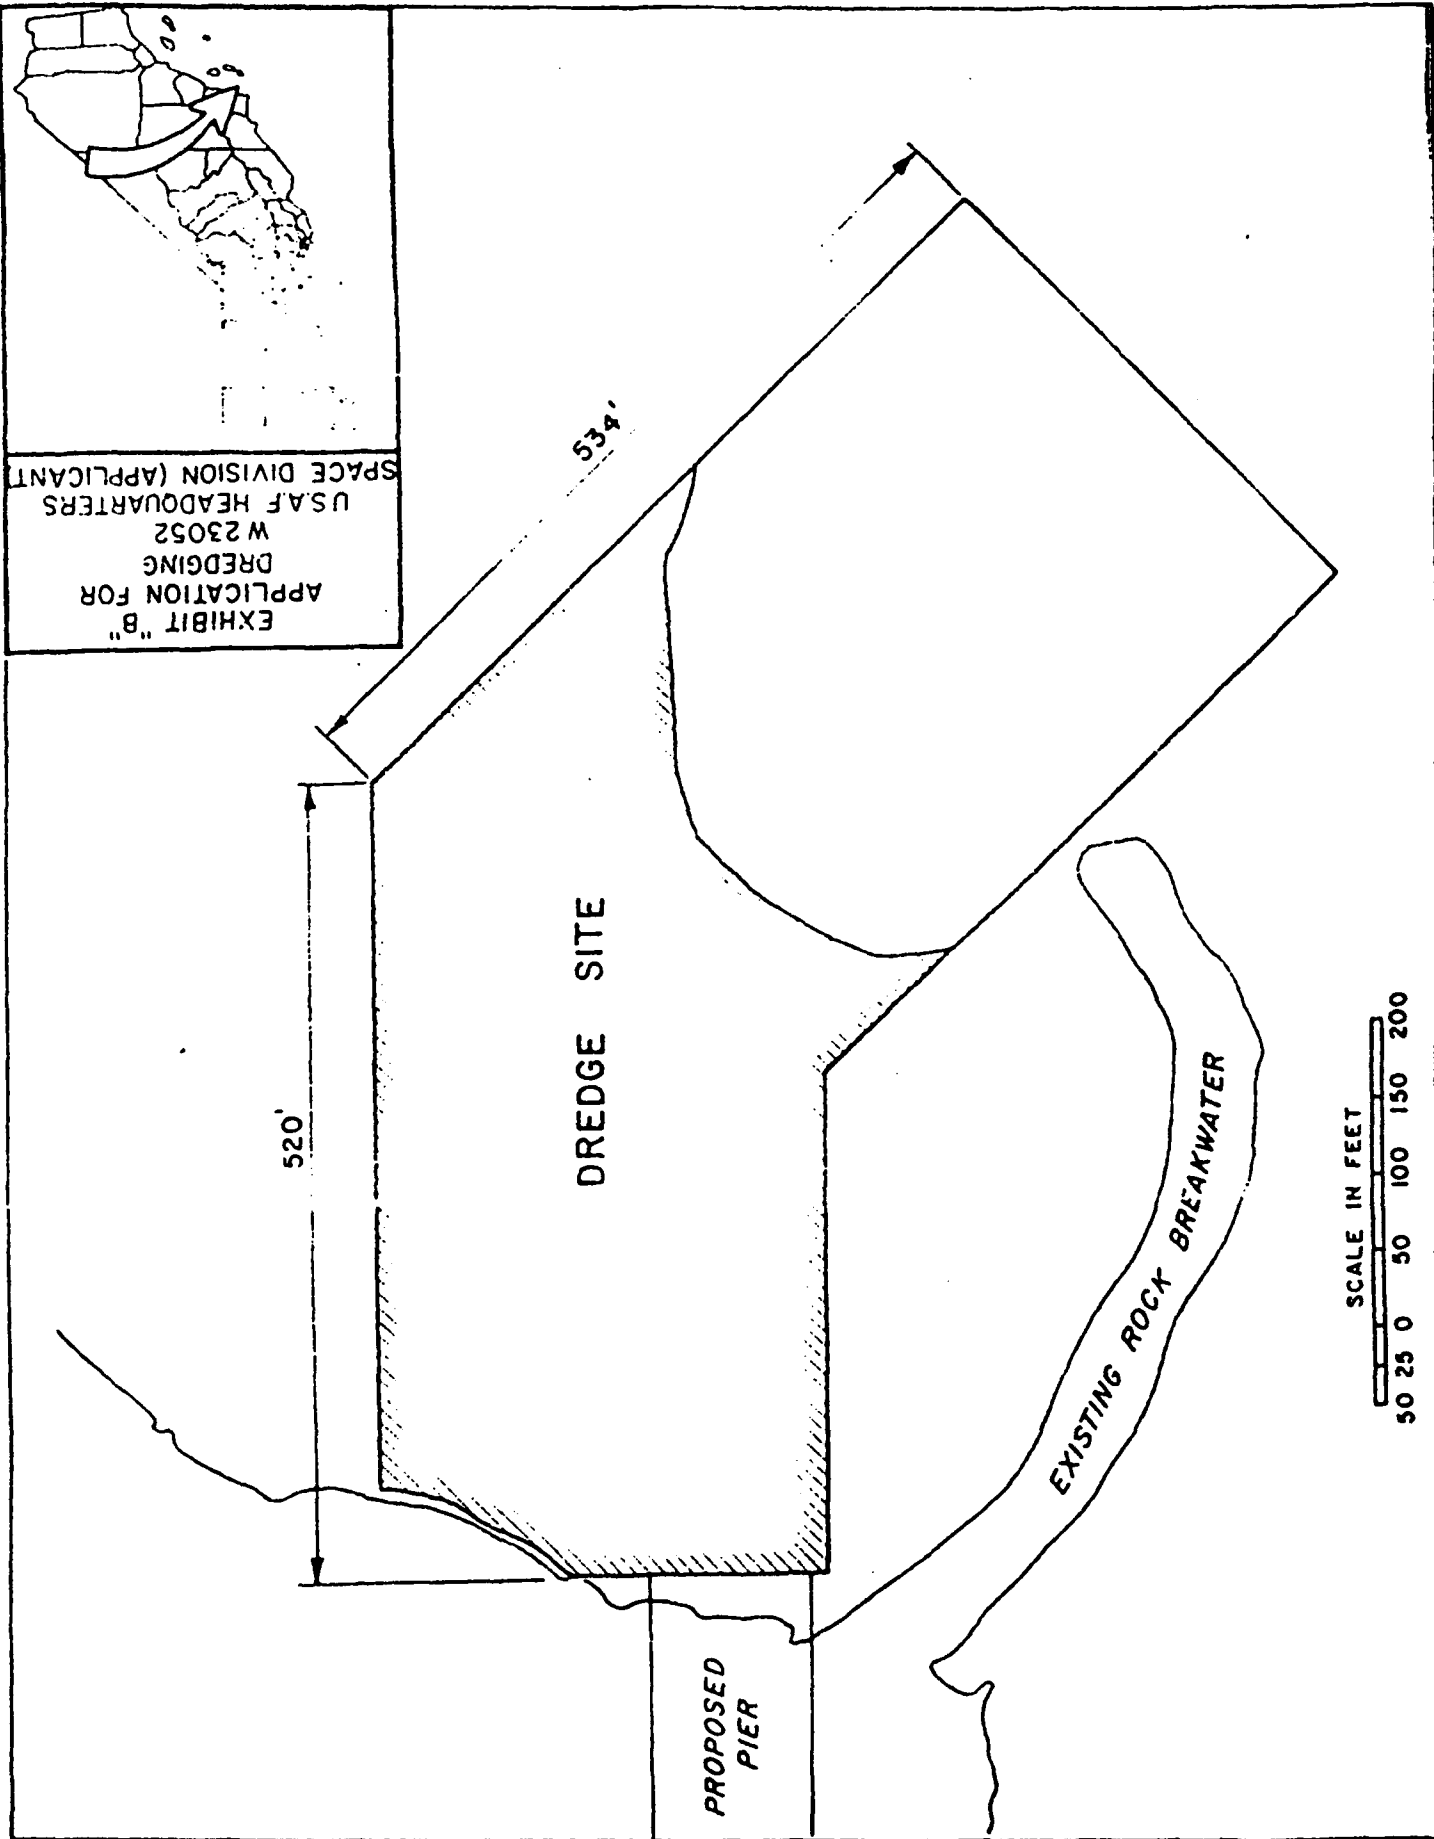 EXHIBIT "B"
APPLICATION FOR
DREDGING
W 23052
U.S.A.F HEADQUARTERS
SPACE DIVISION (APPLICANT)
520'
534'
DREDGE SITE
PROPOSED
PIER
EXISTING ROCK BREAKWATER
SCALE IN FEET
50 25 0 50 100 150 200